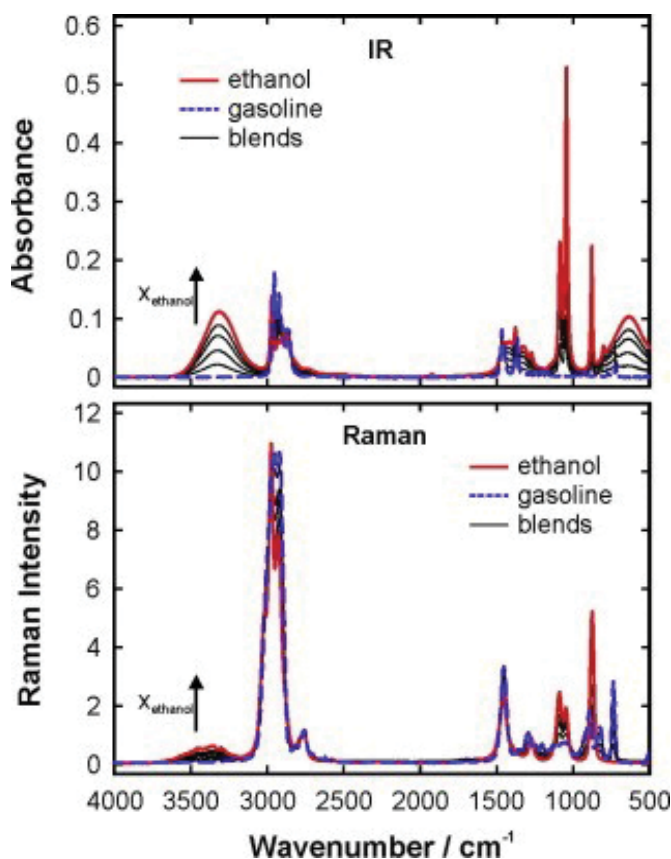 0.6
0.5
0.4
0.3
0.2
0.1
0
Absorbance
IR
ethanol
gasoline
blends
Xethanol
12
10
8
6
4
2
0
Raman Intensity
Raman
ethanol
gasoline
blends
Xethanol
4000 3500 3000 2500 2000 1500 1000 500
Wavenumber / cm⁻¹